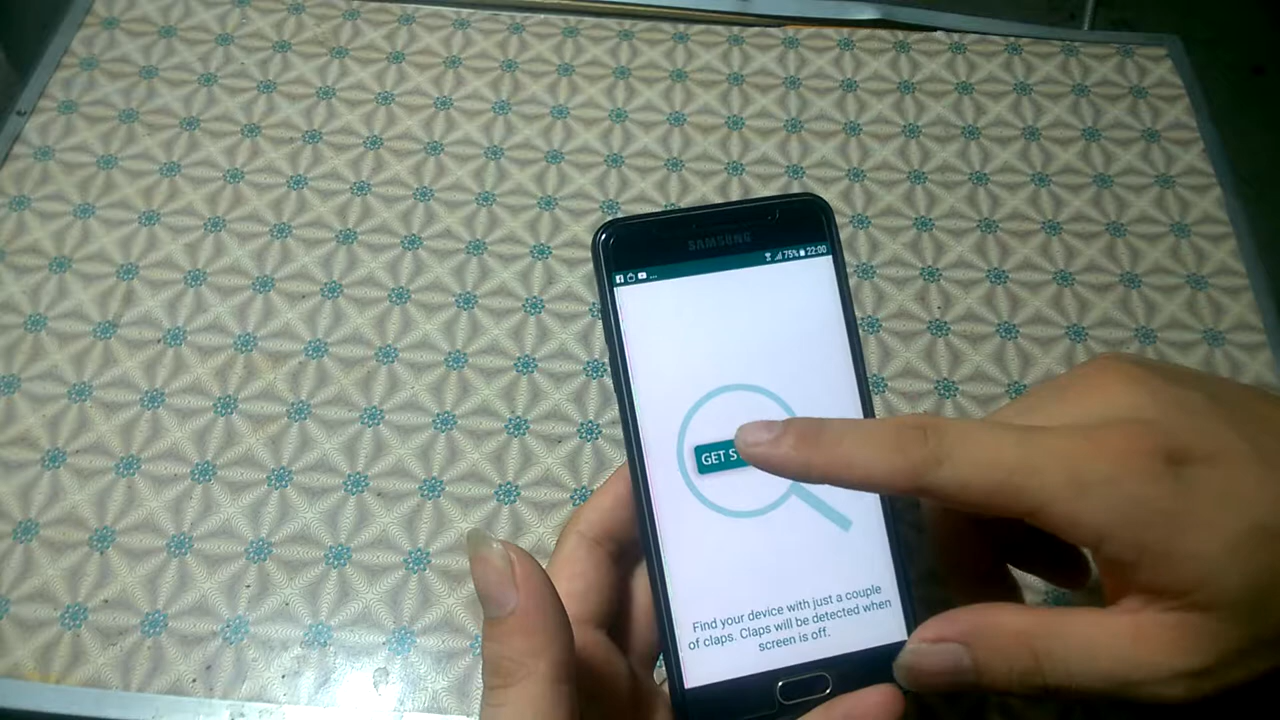 SAMSUNG
75% 22:00
GET S
Find your device with just a couple
of claps. Claps will be detected when
screen is off.